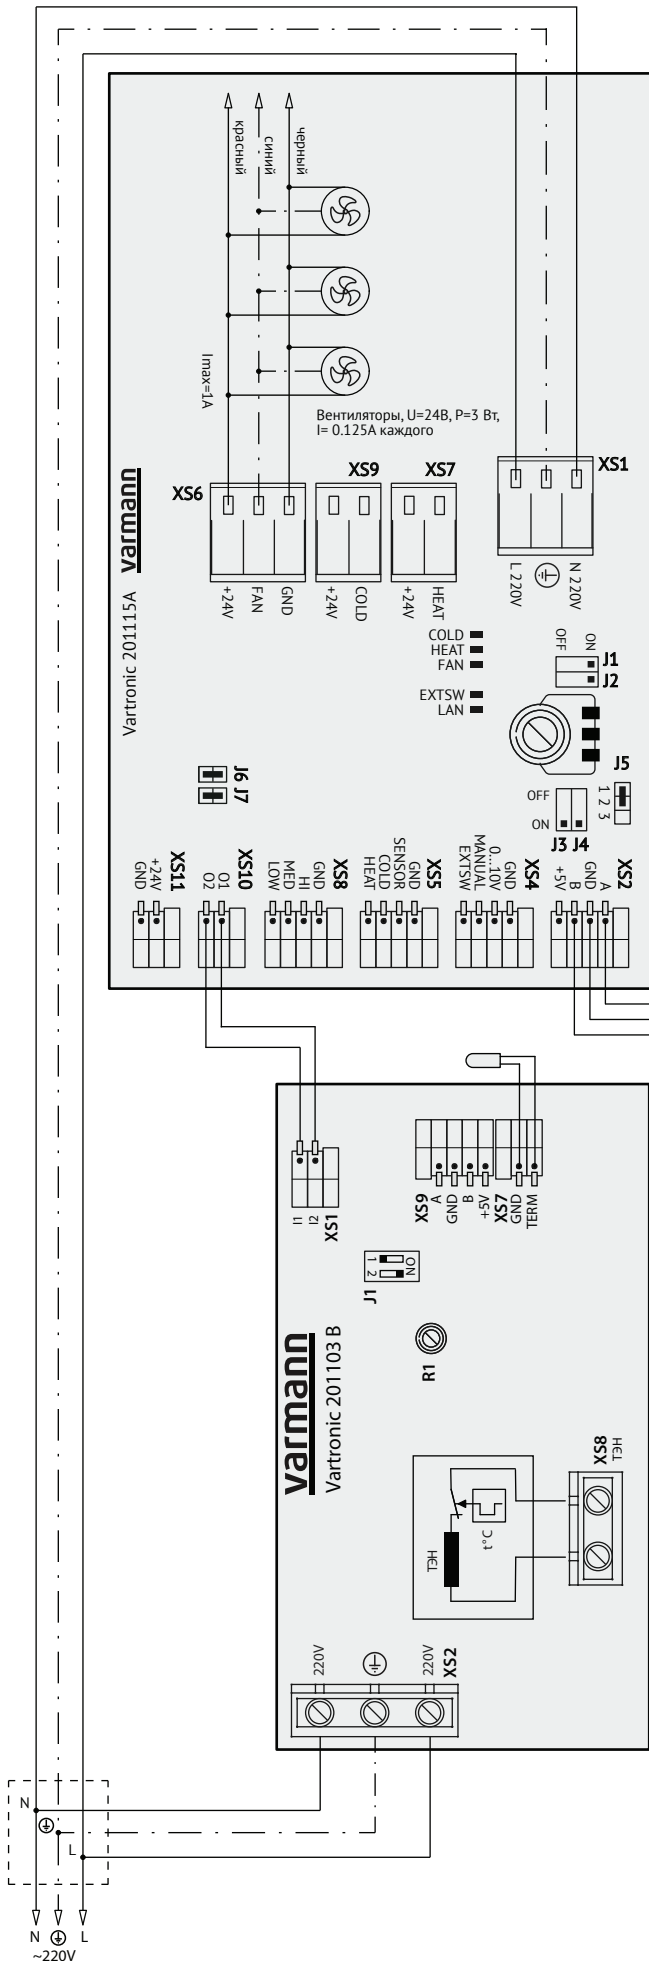 красный
синий
черный
Imax=1A
Вентиляторы, U=24В, P=3 Вт,
I= 0.125А каждого
XS6
XS9
XS7
XS1
+24V
FAN
GND
+24V
COLD
+24V
HEAT
L 220V
N 220V
Vartronic 201115A
varmann
COLD
HEAT
FAN
EXTSW
LAN
OFF
ON
J1
J2
J5
1 2 3
J6
J7
OFF
ON
J3 J4
GND
+24V
XS11
O2
O1
XS10
LOW
MED
HI
GND
XS8
HEAT
COLD
SENSOR
GND
XS5
EXTSW
MANUAL
0...10V
GND
XS4
+5V
B
GND
A
XS2
I1
I2
XS1
XS9
A
GND
B
+5V
XS7
GND
TERM
J1
1
2
ON
R1
varmann
Vartronic 201103 B
XS8
ТЭН
ТЭН
t°C
220V
220V
XS2
N
L
N
L
~220V